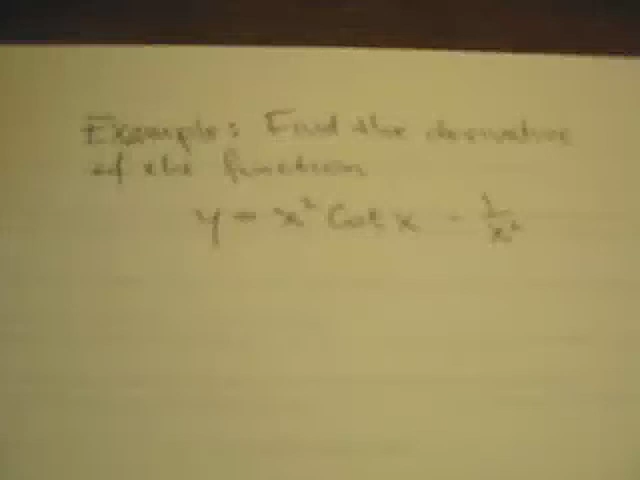 Example: Find the derivative
of the function
y = x² Cot x - 1/x²